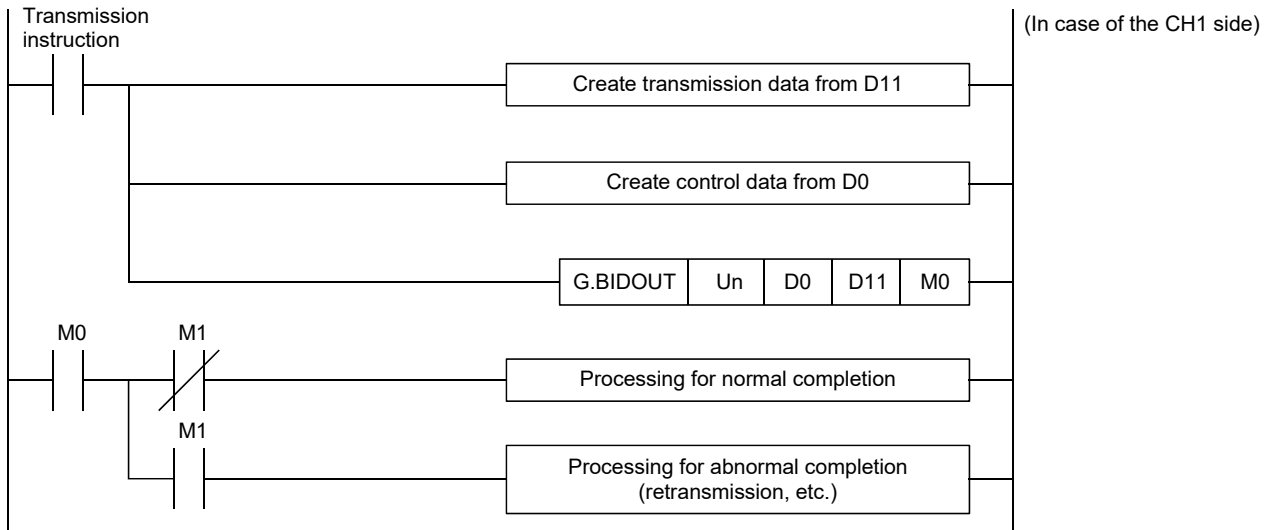 Transmission
instruction
(In case of the CH1 side)
Create transmission data from D11
Create control data from D0
G.BIDOUT Un D0 D11 M0
M0 M1
Processing for normal completion
M1
Processing for abnormal completion
(retransmission, etc.)